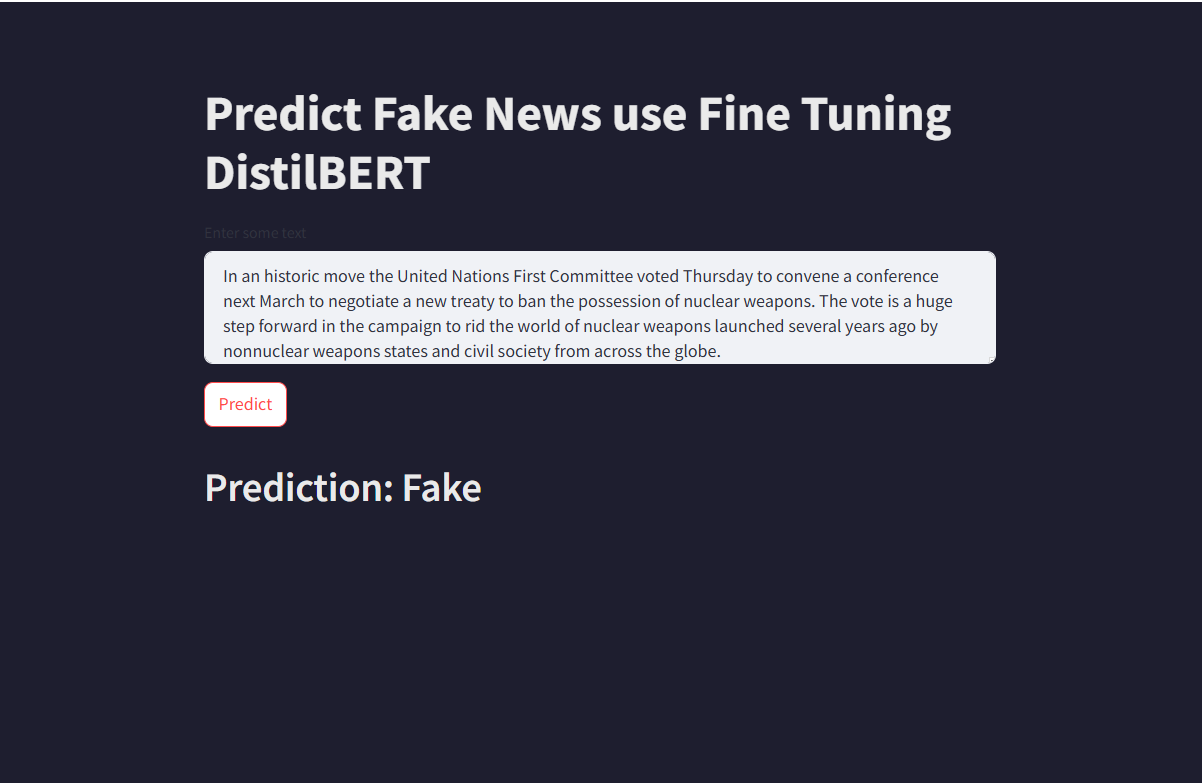 Predict Fake News use Fine Tuning
DistilBERT
Enter some text
In an historic move the United Nations First Committee voted Thursday to convene a conference
next March to negotiate a new treaty to ban the possession of nuclear weapons. The vote is a huge
step forward in the campaign to rid the world of nuclear weapons launched several years ago by
nonnuclear weapons states and civil society from across the globe.
Predict
Prediction: Fake